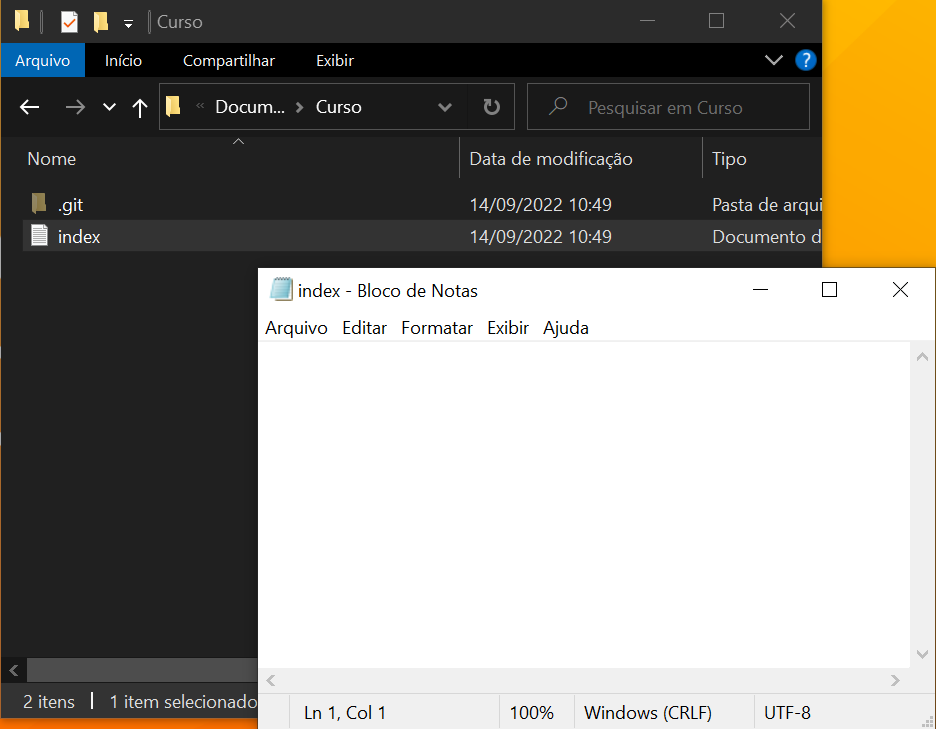 Curso
Arquivo Início Compartilhar Exibir ?
« Docum... > Curso Pesquisar em Curso
Nome Data de modificação Tipo
.git 14/09/2022 10:49 Pasta de arqui
index 14/09/2022 10:49 Documento d
index - Bloco de Notas
Arquivo Editar Formatar Exibir Ajuda
2 itens 1 item selecionado
Ln 1, Col 1 100% Windows (CRLF) UTF-8